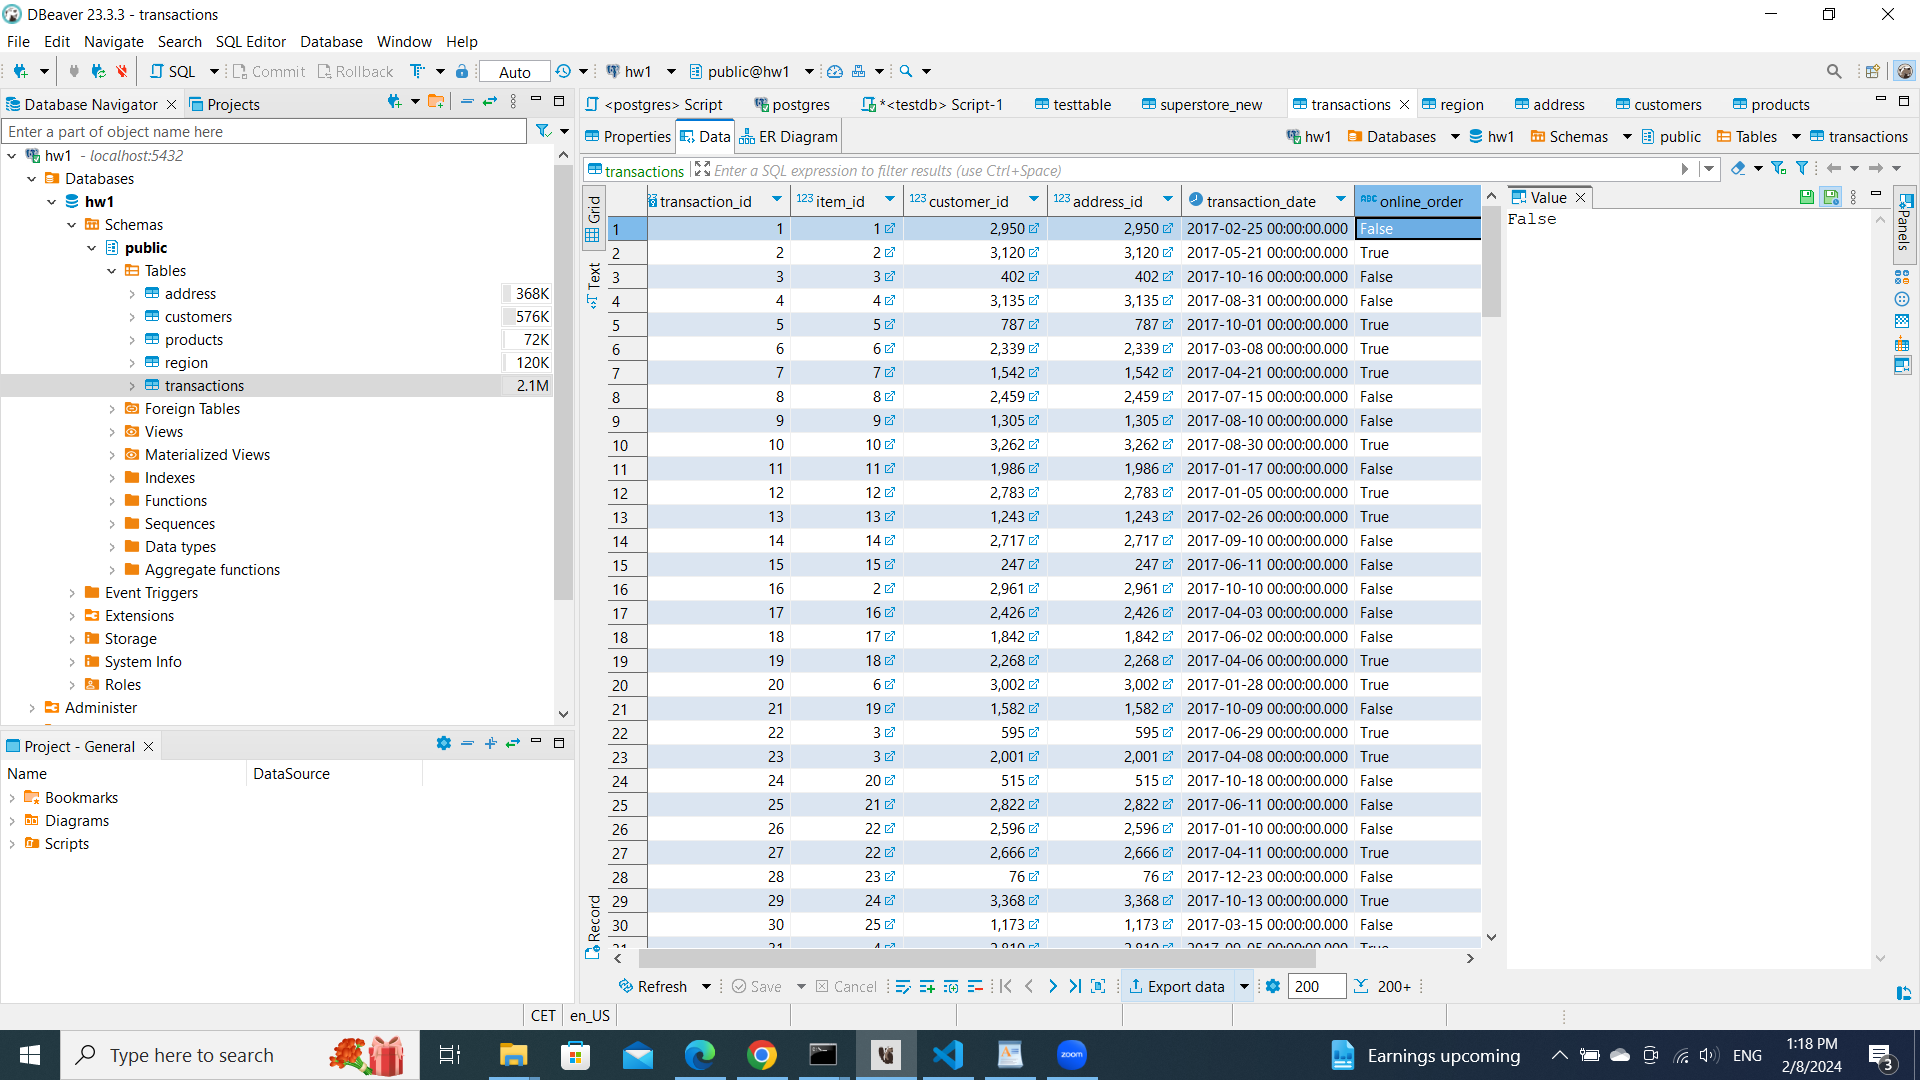 DBeaver 23.3.3 - transactions
File Edit Navigate Search SQL Editor Database Window Help
SQL Commit Rollback Auto hw1 public@hw1
Database Navigator Projects
<postgres> Script postgres *<testdb> Script-1 testtable superstore_new transactions region address customers products
Enter a part of object name here
Properties Data ER Diagram
hw1 Databases hw1 Schemas public Tables transactions
transactions Enter a SQL expression to filter results (use Ctrl+Space)
hw1 - localhost:5432
Databases
hw1
Schemas
public
Tables
address 368K
customers 576K
products 72K
region 120K
transactions 2.1M
Foreign Tables
Views
Materialized Views
Indexes
Functions
Sequences
Data types
Aggregate functions
Event Triggers
Extensions
Storage
System Info
Roles
Administer
Project - General
Name DataSource
Bookmarks
Diagrams
Scripts
Grid
Text
Record
transaction_id 123 item_id 123 customer_id 123 address_id transaction_date ABC online_order
1 1 1 2,950 2,950 2017-02-25 00:00:00.000 False
2 2 2 3,120 3,120 2017-05-21 00:00:00.000 True
3 3 3 402 402 2017-10-16 00:00:00.000 False
4 4 4 3,135 3,135 2017-08-31 00:00:00.000 False
5 5 5 787 787 2017-10-01 00:00:00.000 True
6 6 6 2,339 2,339 2017-03-08 00:00:00.000 True
7 7 7 1,542 1,542 2017-04-21 00:00:00.000 True
8 8 8 2,459 2,459 2017-07-15 00:00:00.000 False
9 9 9 1,305 1,305 2017-08-10 00:00:00.000 False
10 10 10 3,262 3,262 2017-08-30 00:00:00.000 True
11 11 11 1,986 1,986 2017-01-17 00:00:00.000 False
12 12 12 2,783 2,783 2017-01-05 00:00:00.000 True
13 13 13 1,243 1,243 2017-02-26 00:00:00.000 True
14 14 14 2,717 2,717 2017-09-10 00:00:00.000 False
15 15 15 247 247 2017-06-11 00:00:00.000 False
16 16 2 2,961 2,961 2017-10-10 00:00:00.000 False
17 17 16 2,426 2,426 2017-04-03 00:00:00.000 False
18 18 17 1,842 1,842 2017-06-02 00:00:00.000 False
19 19 18 2,268 2,268 2017-04-06 00:00:00.000 True
20 20 6 3,002 3,002 2017-01-28 00:00:00.000 True
21 21 19 1,582 1,582 2017-10-09 00:00:00.000 False
22 22 3 595 595 2017-06-29 00:00:00.000 True
23 23 3 2,001 2,001 2017-04-08 00:00:00.000 True
24 24 20 515 515 2017-10-18 00:00:00.000 False
25 25 21 2,822 2,822 2017-06-11 00:00:00.000 False
26 26 22 2,596 2,596 2017-01-10 00:00:00.000 False
27 27 22 2,666 2,666 2017-04-11 00:00:00.000 True
28 28 23 76 76 2017-12-23 00:00:00.000 False
29 29 24 3,368 3,368 2017-10-13 00:00:00.000 True
30 30 25 1,173 1,173 2017-03-15 00:00:00.000 False
Value
False
Panels
Refresh Save Cancel Export data 200 200+
CET en_US
Type here to search
zoom
Earnings upcoming
ENG
1:18 PM
2/8/2024
3